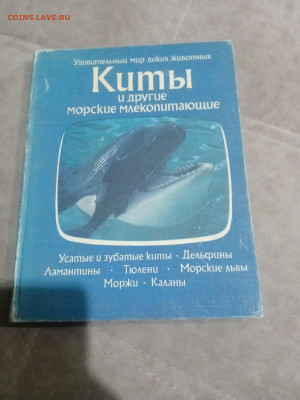 COINS.LAV.RU
Удивительный мир диких животных
Киты
и другие
морские млекопитающие
Усатые и зубатые киты · Дельфины
Ламантины · Тюлени · Морские львы
Моржи · Каланы